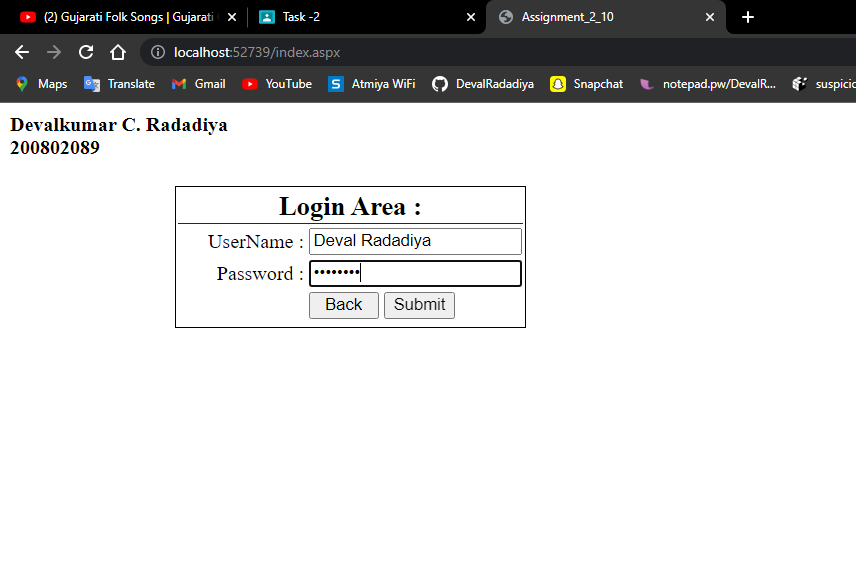 (2) Gujarati Folk Songs | Gujarati
Task -2
Assignment_2_10
localhost:52739/index.aspx
Maps Translate Gmail YouTube Atmiya WiFi DevalRadadiya Snapchat notepad.pw/DevalR... suspicio
Devalkumar C. Radadiya
200802089
Login Area :
UserName : Deval Radadiya
Password : ••••••••
Back Submit